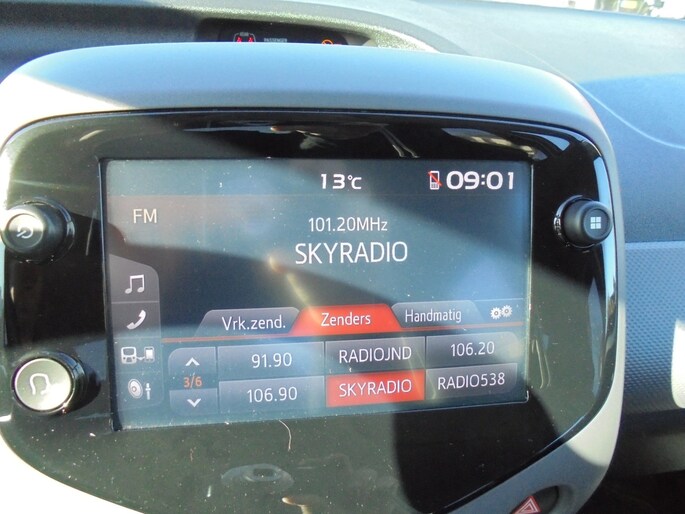 13°C 09:01
FM
101.20MHz
SKYRADIO
Vrk.zend. Zenders Handmatig
3/6 91.90 RADIOJND 106.20
106.90 SKYRADIO RADIO538